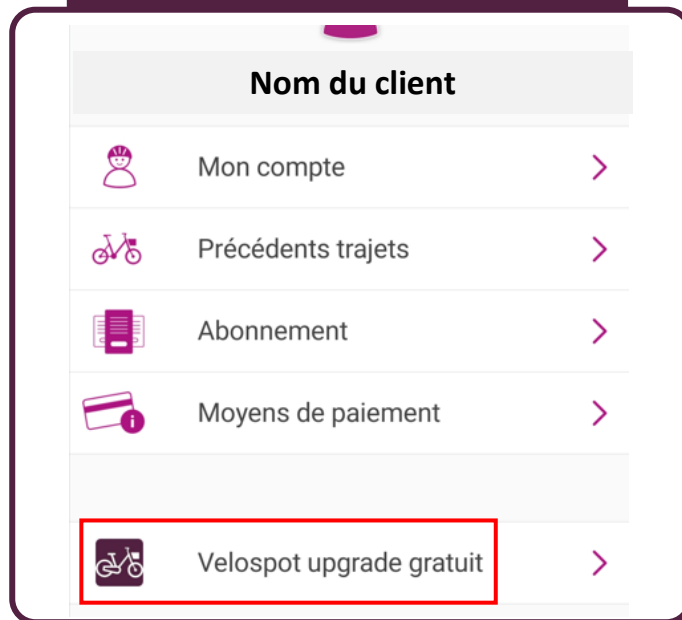 Nom du client
Mon compte
Précédents trajets
Abonnement
Moyens de paiement
i
Velospot upgrade gratuit